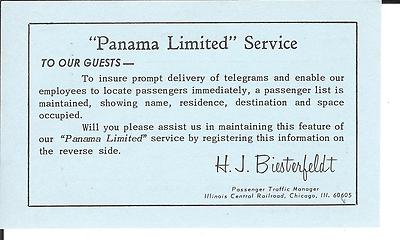 "Panama Limited" Service
TO OUR GUESTS —
To insure prompt delivery of telegrams and enable our
employees to locate passengers immediately, a passenger list is
maintained, showing name, residence, destination and space
occupied.
Will you please assist us in maintaining this feature of
our "Panama Limited" service by registering this information on
the reverse side.
H. J. Biesterfeldt
Passenger Traffic Manager
Illinois Central Railroad, Chicago, Ill. 60605